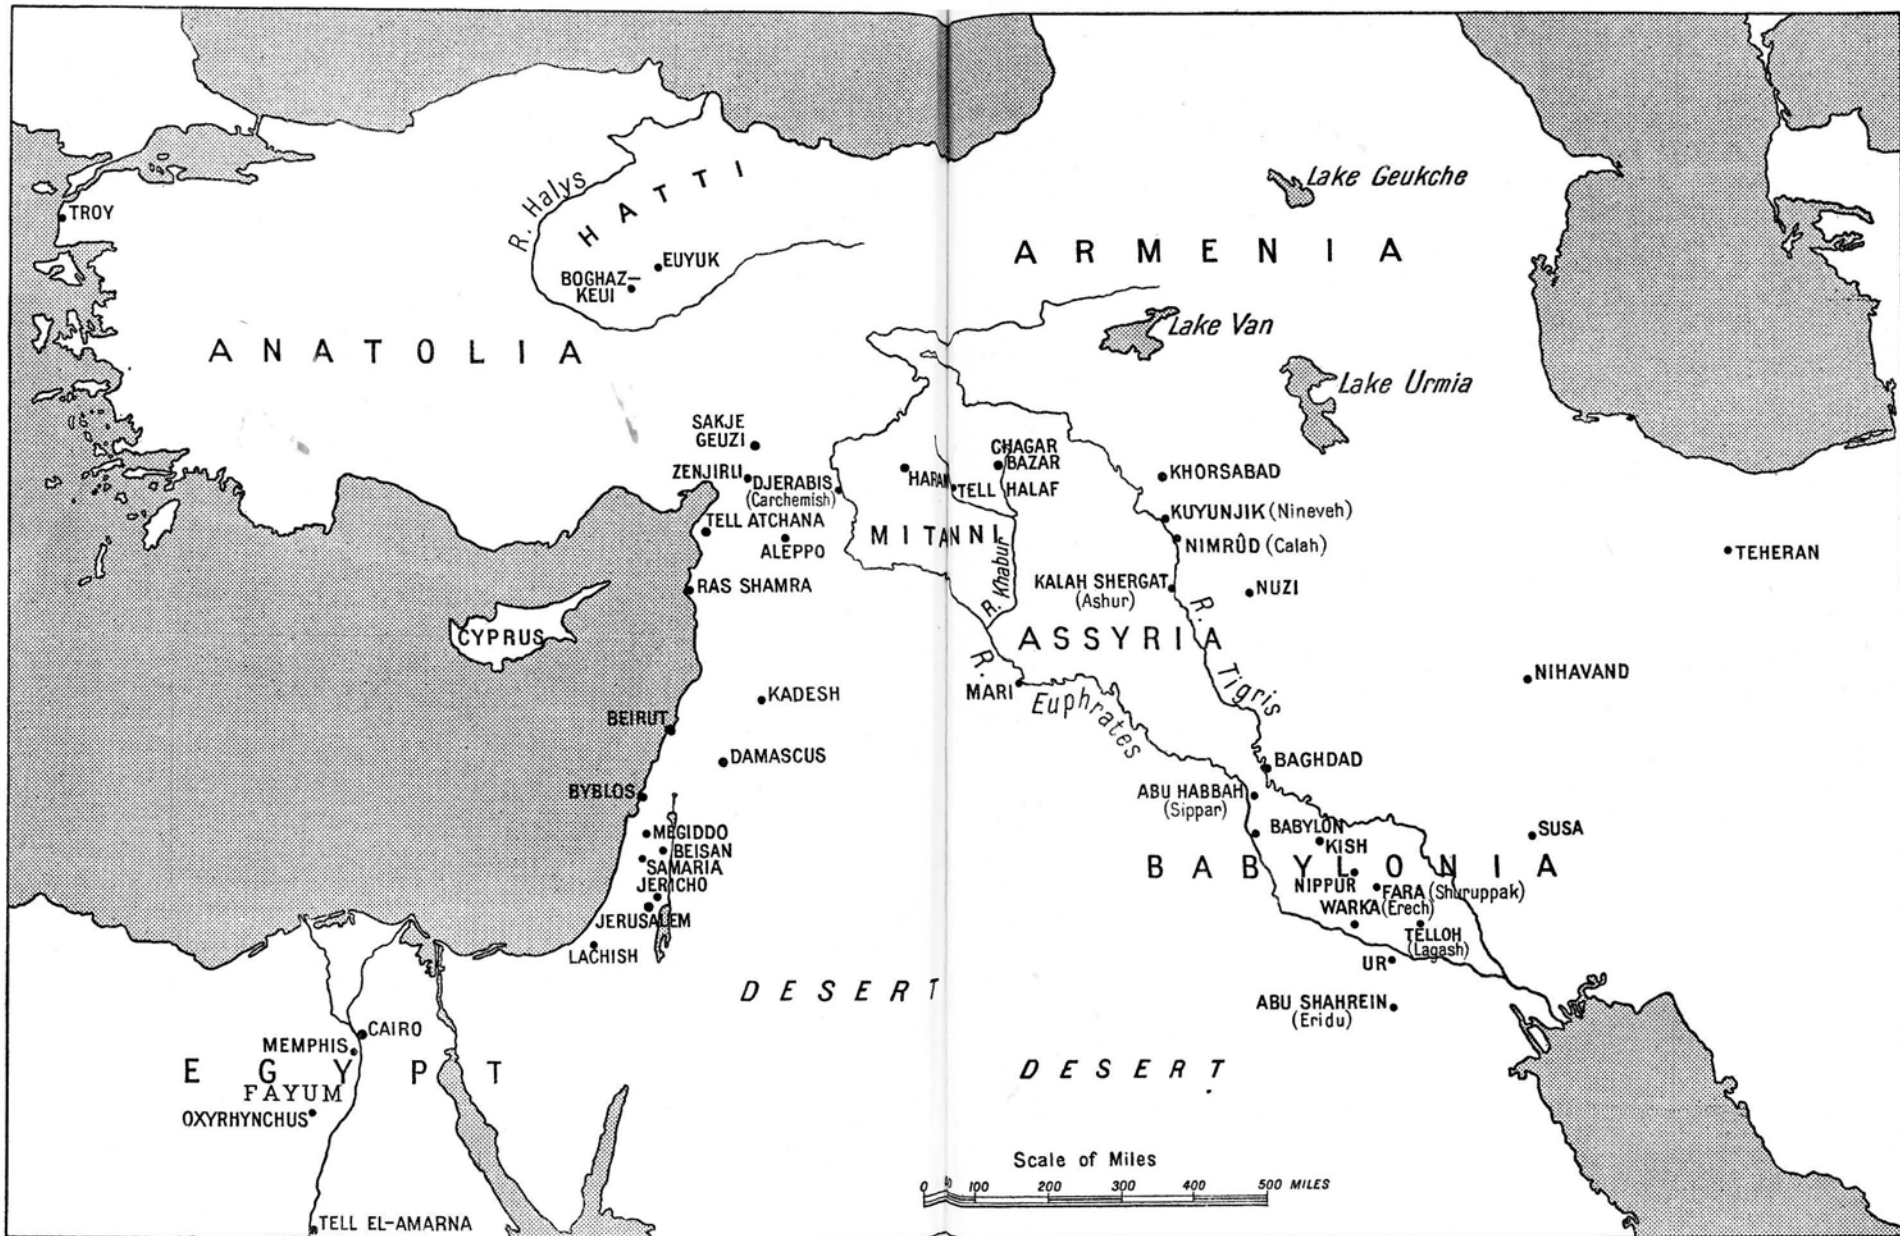 TROY
R. Halys
HATTI
EUYUK
BOGHAZ-
KEUI
ANATOLIA
ARMENIA
Lake Geukche
Lake Van
Lake Urmia
SAKJE
GEUZI
ZENJIRLI
DJERABIS
(Carchemish)
TELL ATCHANA
ALEPPO
RAS SHAMRA
CYPRUS
HARAN
CHAGAR
BAZAR
TELL HALAF
MITANNI
R. Khabur
KHORSABAD
KUYUNJIK (Nineveh)
NIMRÛD (Calah)
KALAH SHERGAT
(Ashur)
NUZI
TEHERAN
ASSYRIA
R. Tigris
R. Euphrates
MARI
NIHAVAND
KADESH
BEIRUT
DAMASCUS
BYBLOS
MEGIDDO
BEISAN
SAMARIA
JERICHO
JERUSALEM
LACHISH
BAGHDAD
ABU HABBAH
(Sippar)
BABYLON
KISH
SUSA
BABYLONIA
NIPPUR
FARA (Shuruppak)
WARKA (Erech)
TELLOH
(Lagash)
UR
ABU SHAHREIN
(Eridu)
DESERT
DESERT
CAIRO
MEMPHIS
EGYPT
FAYUM
OXYRHYNCHUS
TELL EL-AMARNA
Scale of Miles
0 100 200 300 400 500 MILES